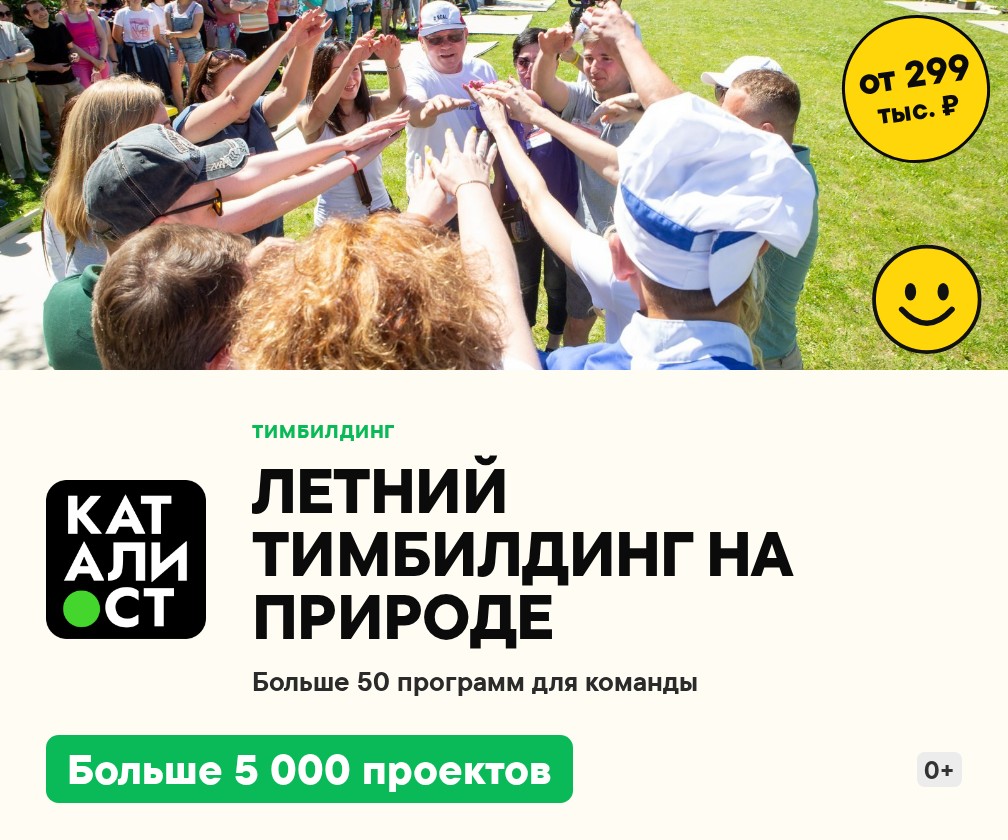 от 299
тыс. ₽
ТИМБИЛДИНГ
ЛЕТНИЙ
ТИМБИЛДИНГ НА
ПРИРОДЕ
КАТ
АЛИ
ОСТ
Больше 50 программ для команды
Больше 5 000 проектов
0+